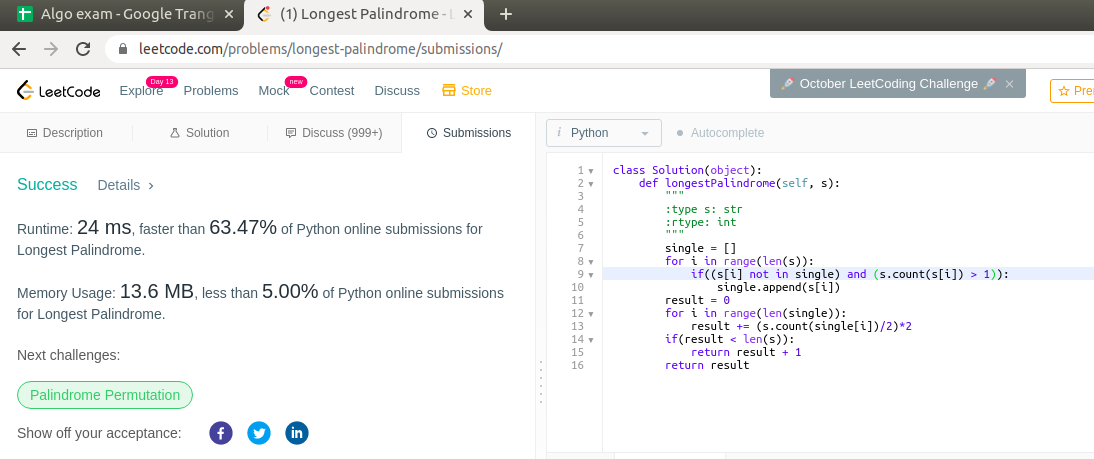 Algo exam - Google Trang
(1) Longest Palindrome - L
leetcode.com/problems/longest-palindrome/submissions/
LeetCode
Explore
Day 13
Problems
Mock
new
Contest
Discuss
Store
October LeetCoding Challenge
Description
Solution
Discuss (999+)
Submissions
i Python
Autocomplete
Success
Details
Runtime: 24 ms, faster than 63.47% of Python online submissions for
Longest Palindrome.
Memory Usage: 13.6 MB, less than 5.00% of Python online submissions
for Longest Palindrome.
Next challenges:
Palindrome Permutation
Show off your acceptance:
1 class Solution(object):
2     def longestPalindrome(self, s):
3         """
4         :type s: str
5         :rtype: int
6         """
7         single = []
8         for i in range(len(s)):
9             if((s[i] not in single) and (s.count(s[i]) > 1)):
10                 single.append(s[i])
11         result = 0
12         for i in range(len(single)):
13             result += (s.count(single[i])/2)*2
14         if(result < len(s)):
15             return result + 1
16         return result